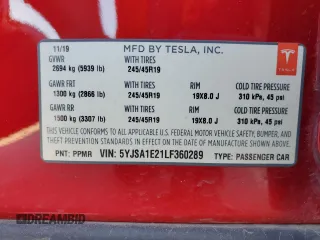 11/19 MFD BY TESLA, INC.
GVWR WITH TIRES
2694 kg (5939 lb) 245/45R19
TESLA
GAWR FRT WITH TIRES RIM COLD TIRE PRESSURE
1300 kg (2866 lb) 245/45R19 19X8.0 J 310 kPa, 45 psi
GAWR RR WITH TIRES RIM COLD TIRE PRESSURE
1500 kg (3307 lb) 245/45R19 19X8.0 J 310 kPa, 45 psi
THIS VEHICLE CONFORMS TO ALL APPLICABLE FEDERAL MOTOR VEHICLE SAFETY, BUMPER, AND
THEFT PREVENTION STANDARDS IN EFFECT ON THE DATE OF MANUFACTURE SHOWN ABOVE.
PNT: PPMR VIN: 5YJSA1E21LF360289 TYPE: PASSENGER CAR
DREAMBID